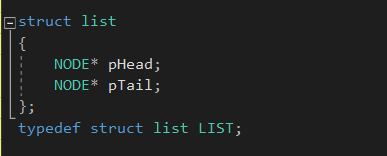 struct list
{
    NODE* pHead;
    NODE* pTail;
};
typedef struct list LIST;